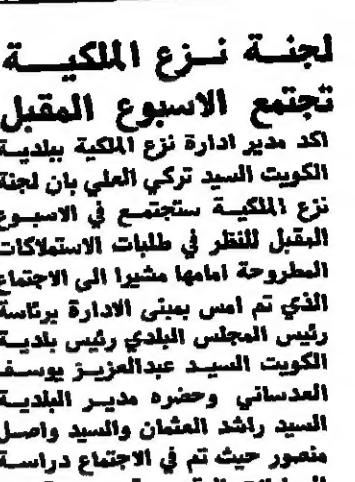 لجنة نزع الملكية
تجتمع الاسبوع المقبل
اكد مدير ادارة نزع الملكية ببلدية
الكويت السيد تركي العلي بان لجنة
نزع الملكية ستجتمع في الاسبوع
المقبل للنظر في طلبات الاستملاكات
المطروحة امامها مشيرا الى الاجتماع
الذي تم امس بمبنى الادارة برئاسة
رئيس المجلس البلدي رئيس بلدية
الكويت السيد عبدالعزيز يوسف
العدساني وحضره مدير البلدية
السيد راشد العثمان والسيد واصل
منصور حيث تم في الاجتماع دراسة